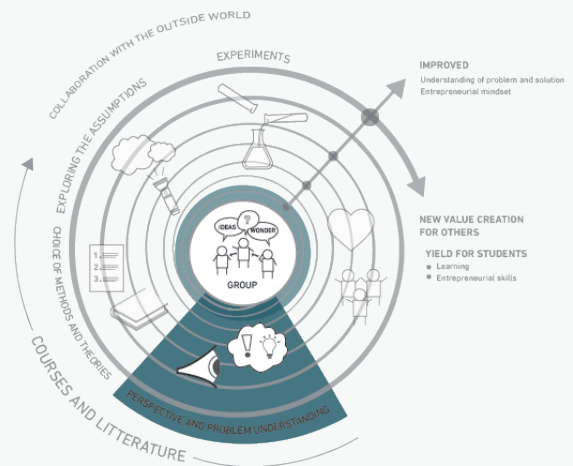 COLLABORATION WITH THE OUTSIDE WORLD
EXPERIMENTS
EXPLORING THE ASSUMPTIONS
CHOICE OF METHODS AND THEORIES
COURSES AND LITTERATURE
PERSPECTIVE AND PROBLEM UNDERSTANDING
1.
2.
3.
IDEAS
?
WONDER
GROUP
!
IMPROVED
Understanding of problem and solution
Entrepreneurial mindset
NEW VALUE CREATION
FOR OTHERS
YIELD FOR STUDENTS
Learning
Entrepreneurial skills